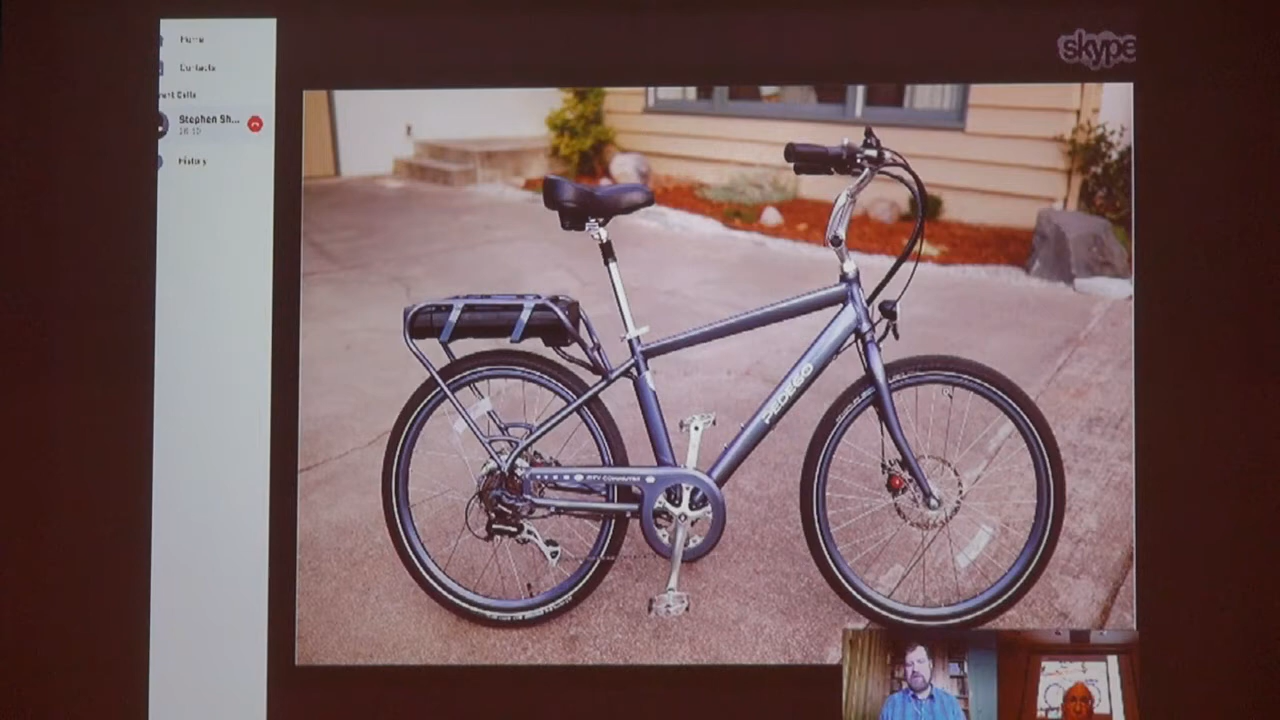 Home
Contacts
Stephen Sh...
History
skype
PEDEGO
CITY COMMUTER